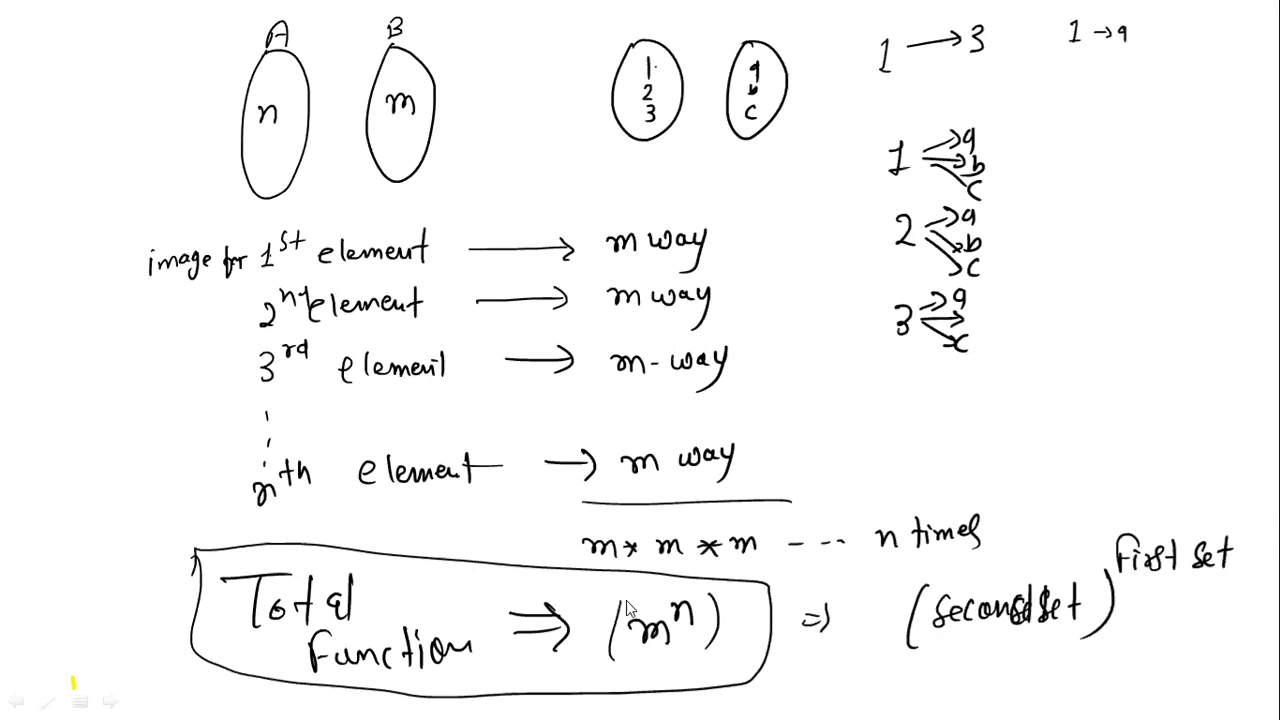 A B
n m
1 2 3
a b c
1 → 3
1 → a
1 → a → b c
2 → a → b → c
3 → a → → c
image for 1st element → m way
2nd element → m way
3rd element → m-way
nth element → m way
m * m * m - - - - n times
Total function ⇒ (mⁿ) ⇒ (second set)
First set